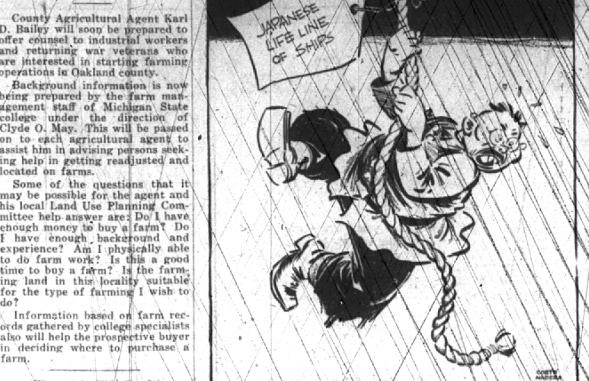 County Agricultural Agent Karl
D. Bailey will soon be prepared to
offer counsel to industrial workers
and returning war veterans who
are interested in starting farming
operations in Oakland county.
Background information is now
being prepared by the farm man-
agement staff of Michigan State
college under the direction of
Clyde O. May. This will be passed
on to each agricultural agent to
assist him in advising persons seek-
ing help in getting readjusted and
located on farms.
Some of the questions that it
may be possible for the agent and
his local Land Use Planning Com-
mittee help answer are: Do I have
enough money to buy a farm? Do
I have enough background and
experience? Am I physically able
to do farm work? Is this a good
time to buy a farm? Is the farm-
ing land in this locality suitable
for the type of farming I wish to
do?
Information based on farm rec-
ords gathered by college specialists
also will help the prospective buyer
in deciding where to purchase a
farm.
JAPANESE
LIFE LINE
OF SHIPS